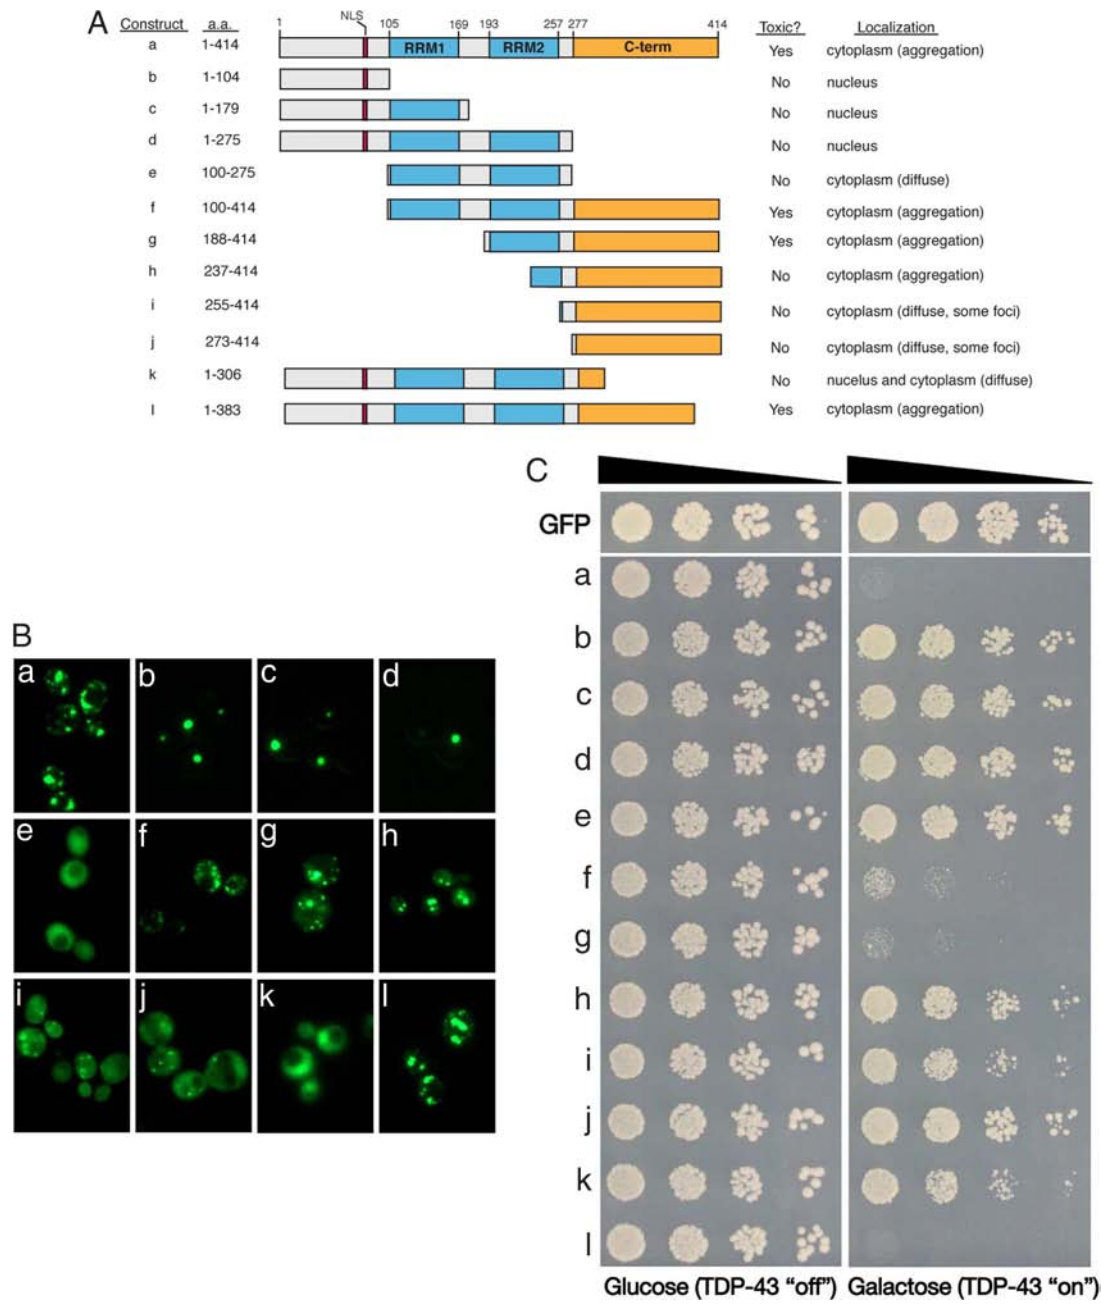 A
Construct a.a. NLS 1 105 169 193 257 277 414 Toxic? Localization
a 1-414 RRM1 RRM2 C-term Yes cytoplasm (aggregation)
b 1-104 No nucleus
c 1-179 No nucleus
d 1-275 No nucleus
e 100-275 No cytoplasm (diffuse)
f 100-414 Yes cytoplasm (aggregation)
g 188-414 Yes cytoplasm (aggregation)
h 237-414 No cytoplasm (aggregation)
i 255-414 No cytoplasm (diffuse, some foci)
j 273-414 No cytoplasm (diffuse, some foci)
k 1-306 No nucelus and cytoplasm (diffuse)
l 1-383 Yes cytoplasm (aggregation)
B
a b c d
e f g h
i j k l
C
GFP
a
b
c
d
e
f
g
h
i
j
k
l
Glucose (TDP-43 “off”) Galactose (TDP-43 “on”)